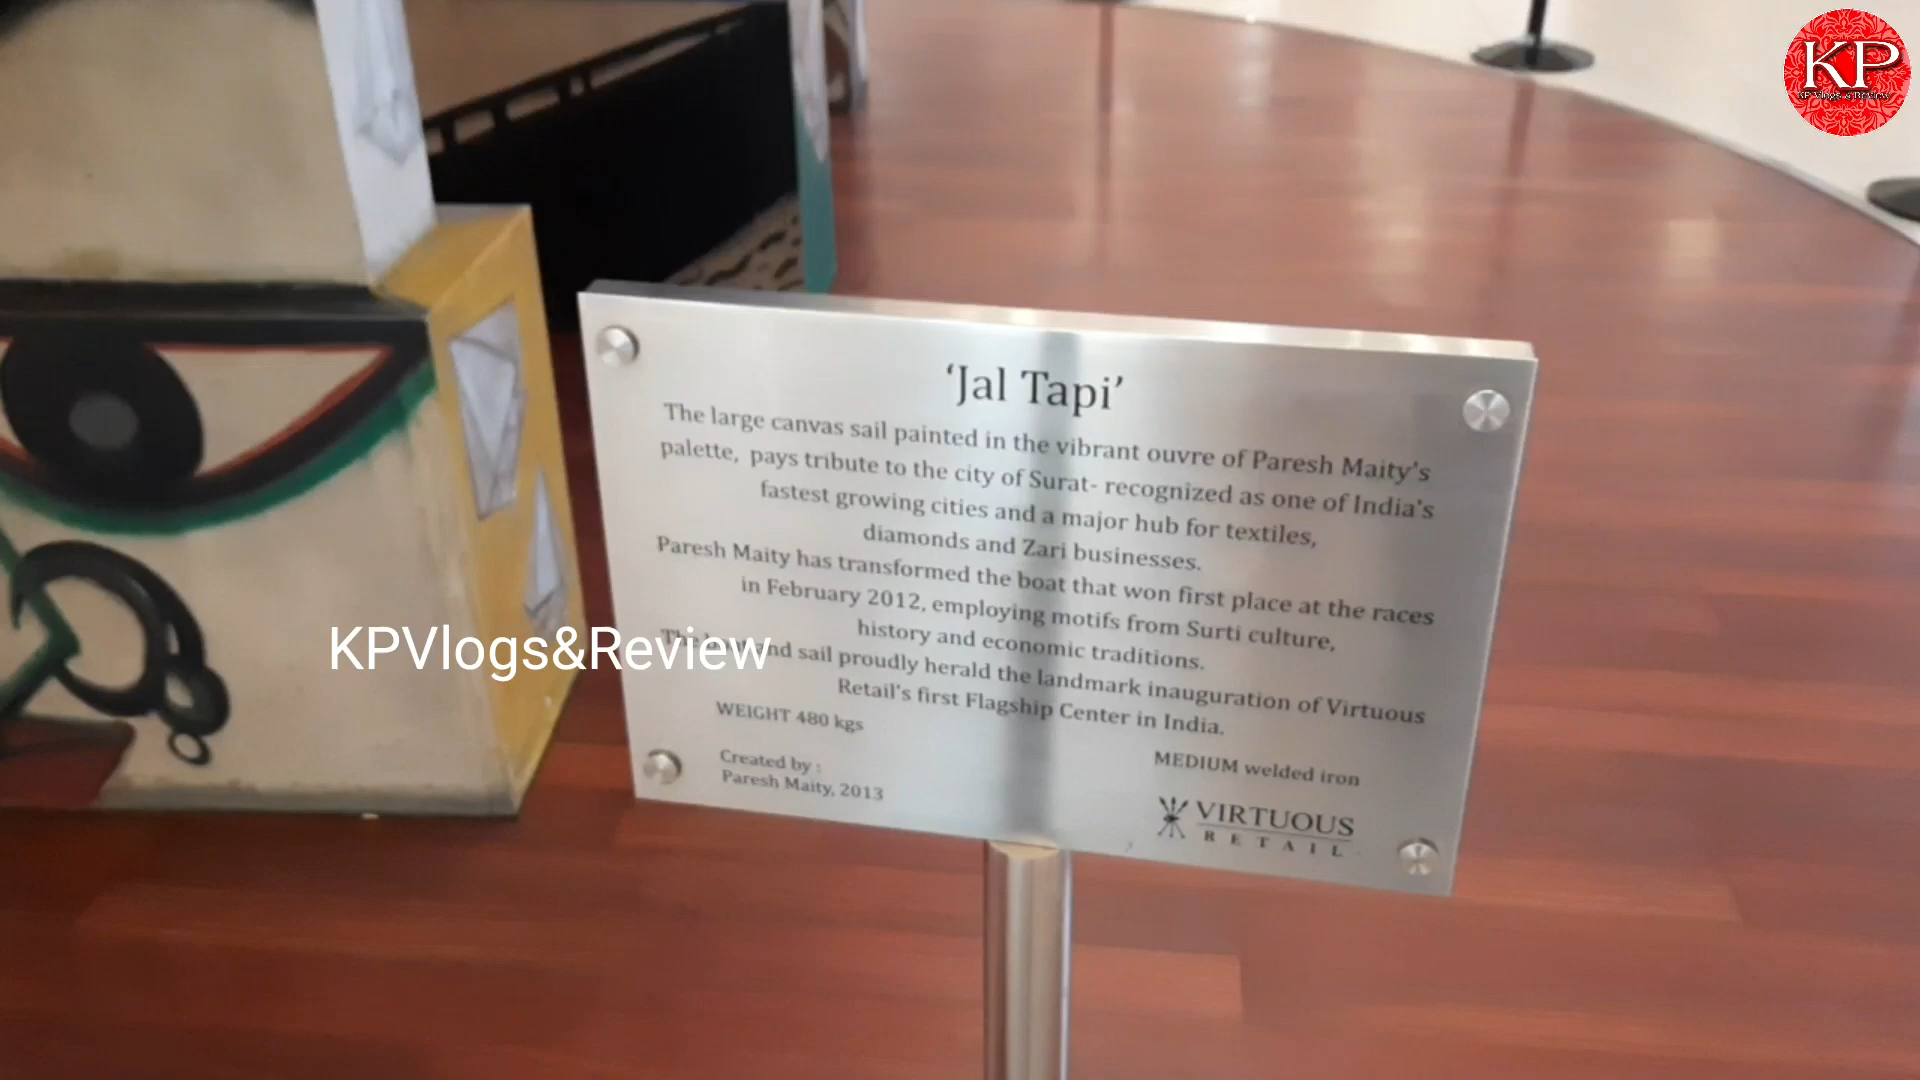 KP
KP Vlogs & Review
‘Jal Tapi’
The large canvas sail painted in the vibrant ouvre of Paresh Maity's
palette, pays tribute to the city of Surat- recognized as one of India's
fastest growing cities and a major hub for textiles,
diamonds and Zari businesses.
Paresh Maity has transformed the boat that won first place at the races
in February 2012, employing motifs from Surti culture,
history and economic traditions.
The boat and sail proudly herald the landmark inauguration of Virtuous
Retail's first Flagship Center in India.
KPVlogs&Review
WEIGHT 480 kgs
MEDIUM welded iron
Created by :
Paresh Maity, 2013
VIRTUOUS
RETAIL